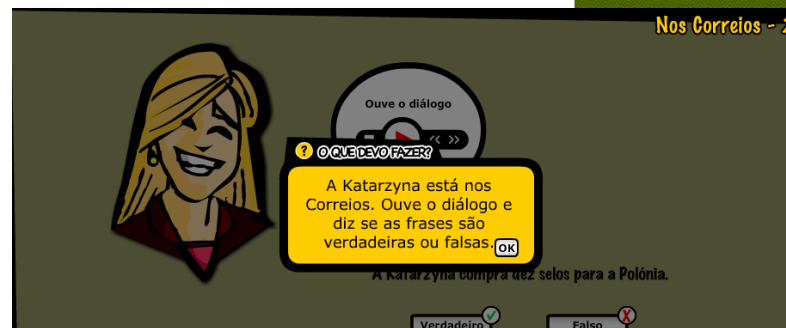 Nos Correios -
Ouve o diálogo
? O QUE DEVO FAZER?
A Katarzyna está nos
Correios. Ouve o diálogo e
diz se as frases são
verdadeiras ou falsas.
OK
A Katarzyna compra dez selos para a Polónia.
Verdadeiro
Falso